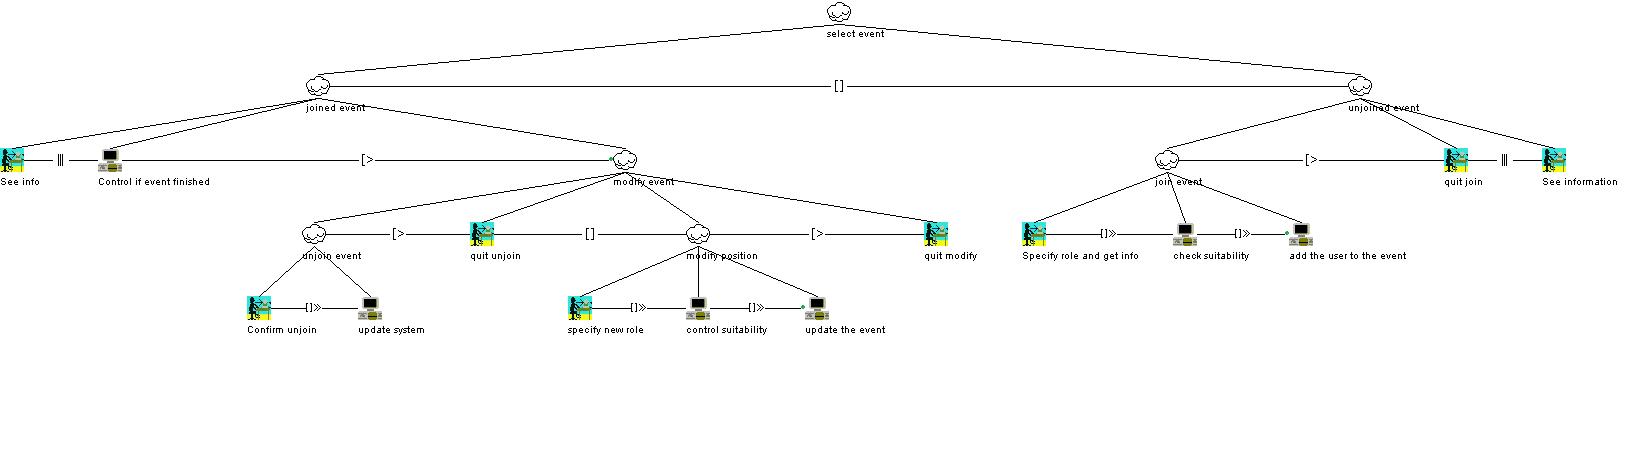 select event
[]
joined event
unjoined event
||| [> [> |||
See info
Control if event finished
modify event
join event
quit join
See information
[> [] [> []>> []>>
unjoin event
quit unjoin
modify position
quit modify
Specify role and get info
check suitability
add the user to the event
[]>> []>> []>>
Confirm unjoin
update system
specify new role
control suitability
update the event